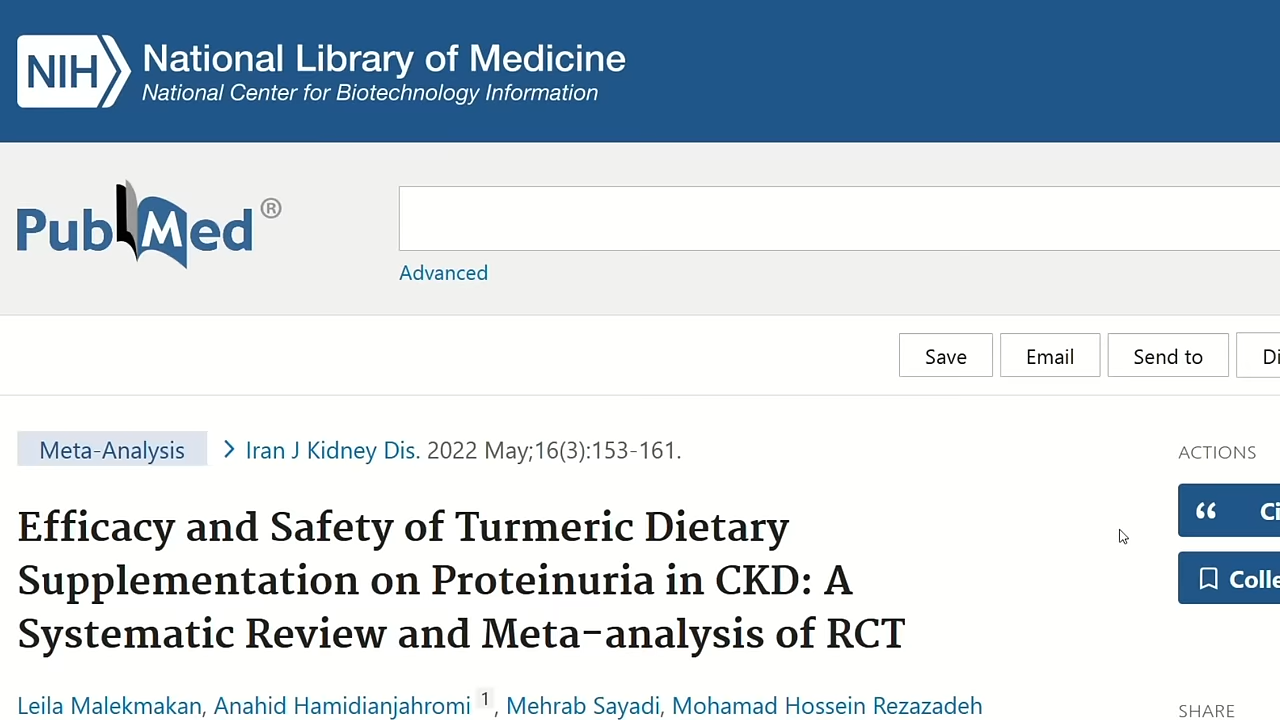 NIH National Library of Medicine
National Center for Biotechnology Information
PubMed®
Advanced
Save Email Send to
Meta-Analysis Iran J Kidney Dis. 2022 May;16(3):153-161.
ACTIONS
Efficacy and Safety of Turmeric Dietary
Supplementation on Proteinuria in CKD: A
Systematic Review and Meta-analysis of RCT
Leila Malekmakan, Anahid Hamidianjahromi 1, Mehrab Sayadi, Mohamad Hossein Rezazadeh
SHARE